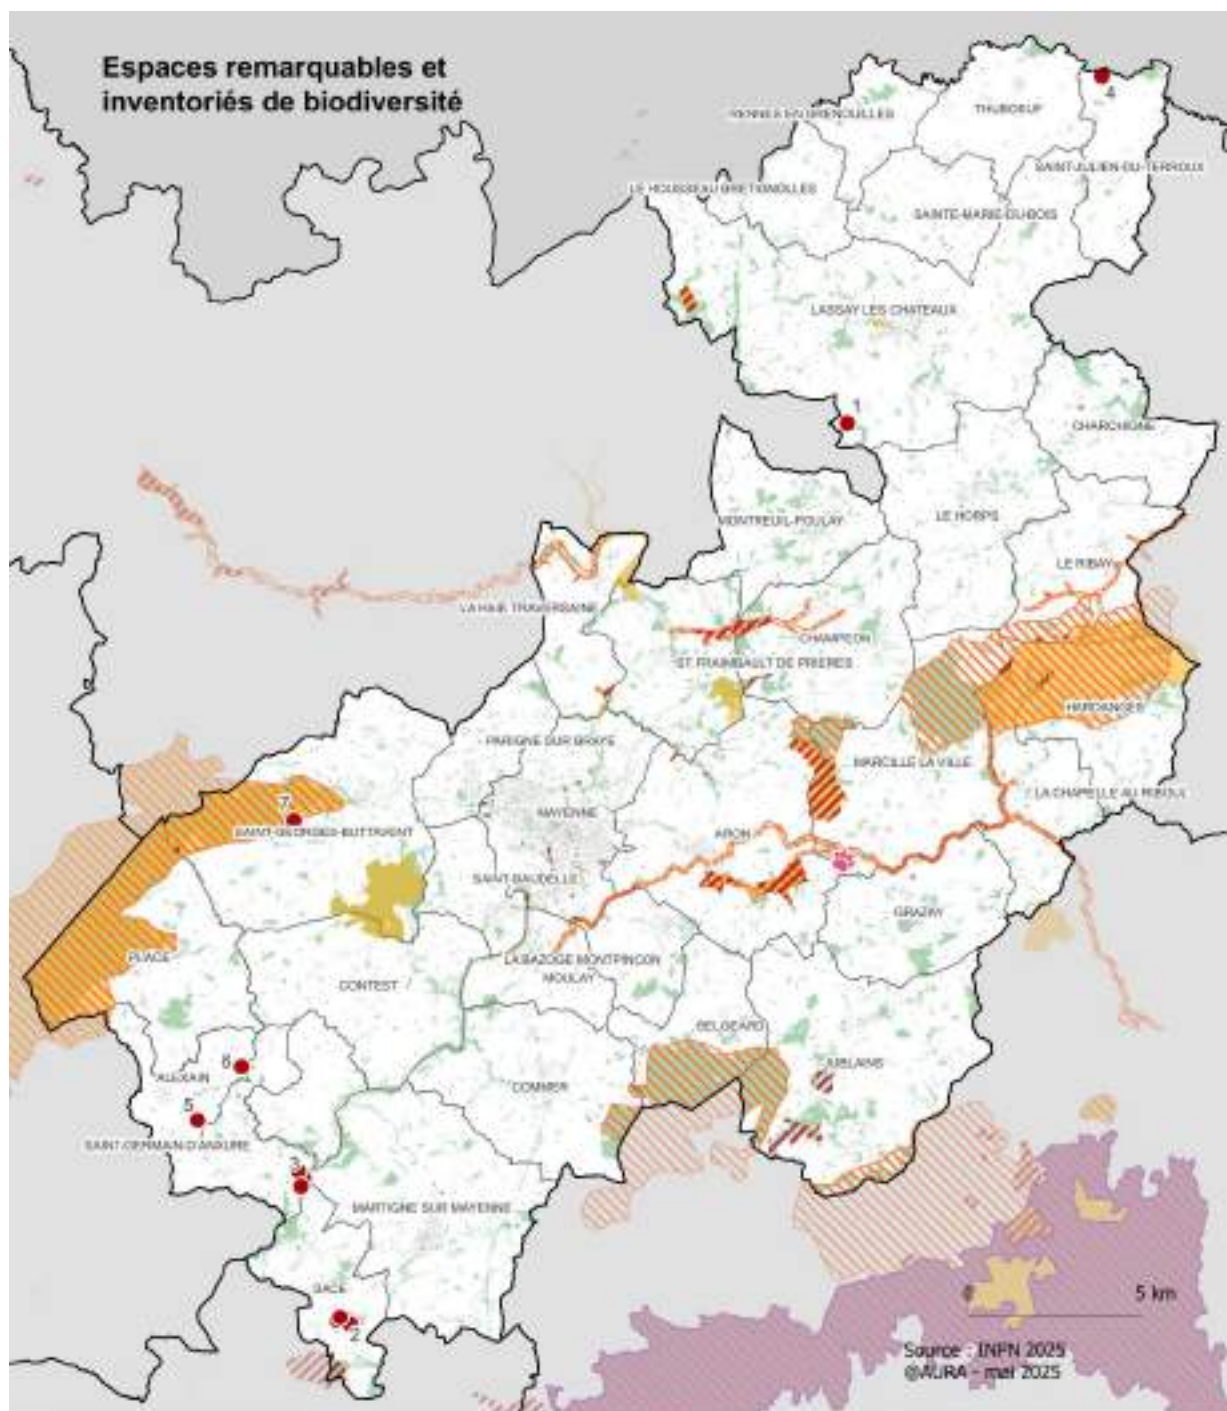 Espaces remarquables et
inventoriés de biodiversité
4
RENNES EN GRENOUILLES
THUBOEUF
SAINT-JULIEN-DU-TERROUX
LE HOUSSEAU BRETIGNOLLES
SAINTE-MARIE-DU-BOIS
LASSAY LES CHATEAUX
1
CHARCHIGNE
MONTREUIL-POULAY
LE HORPS
LE RIBAY
LA HAIE TRAVERSAINE
CHAMPEON
ST FRAIMBAULT DE PRIERES
HARDANGES
PARIGNE SUR BRAYE
MARCILLE LA VILLE
LA CHAPELLE AU RIBOUL
7
MAYENNE
SAINT-GEORGES-BUTTAVENT
ARON
SAINT-BAUDELLE
GRAZAY
PLACE
LA BAZOGE MONTPINCON
MOULAY
CONTEST
BELGEARD
JUBLAINS
6
ALEXAIN
COMMER
5
SAINT-GERMAIN-D'ANXURE
3
MARTIGNE SUR MAYENNE
SACE
2
0
5 km
Source : INPN 2025
@AURA - mai 2025